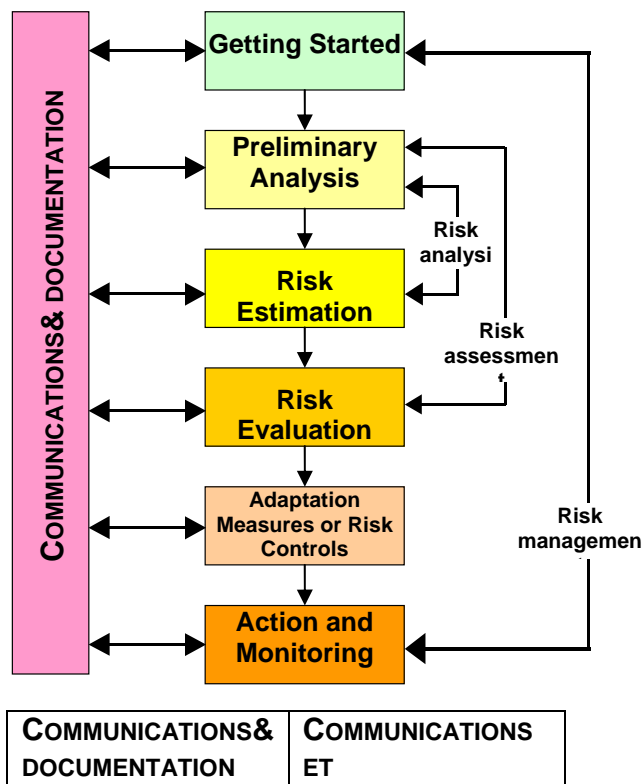 COMMUNICATIONS& DOCUMENTATION
Getting Started
Preliminary
Analysis
Risk
analysi
Risk
Estimation
Risk
assessmen
Risk
Evaluation
Adaptation
Measures or Risk
Controls
Risk
managemen
Action and
Monitoring
COMMUNICATIONS&
DOCUMENTATION
COMMUNICATIONS
ET